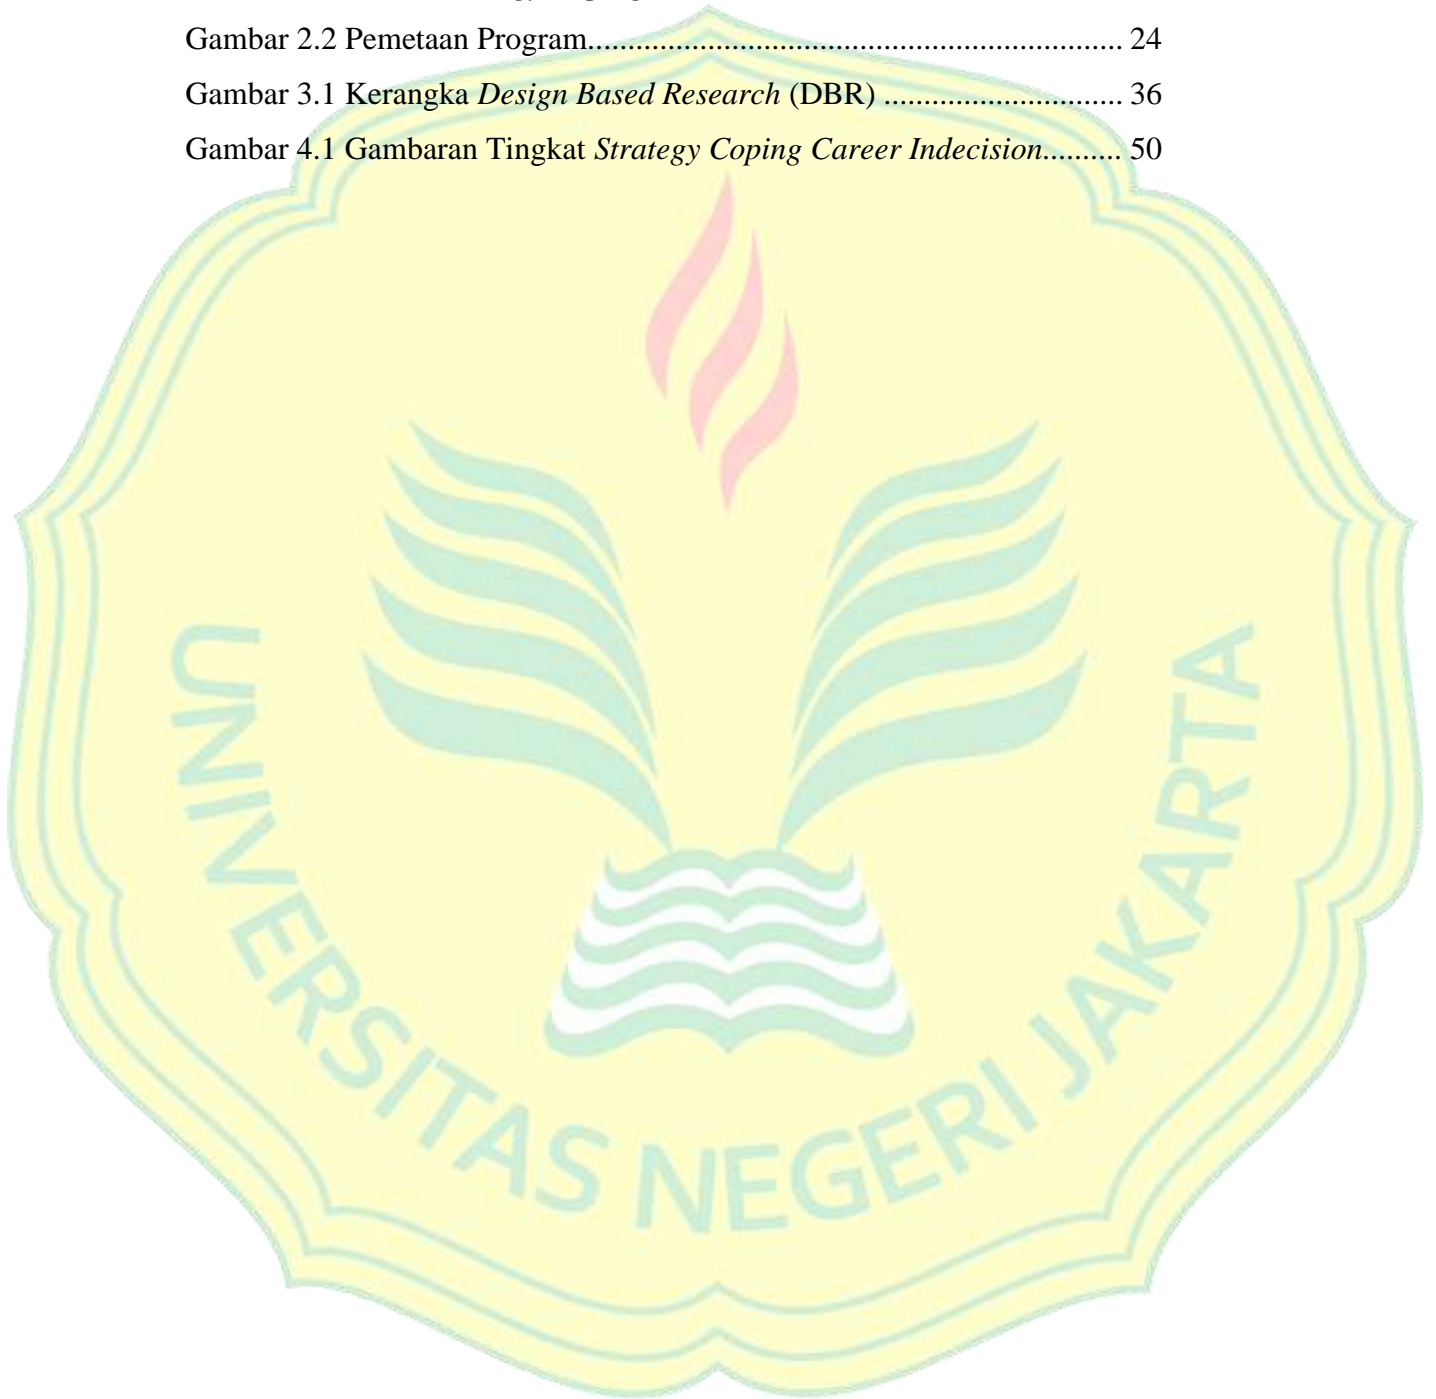 Gambar 2.2 Pemetaan Program.................................................................. 24
Gambar 3.1 Kerangka Design Based Research (DBR) ............................. 36
Gambar 4.1 Gambaran Tingkat Strategy Coping Career Indecision.......... 50
UNIVERSITAS NEGERI JAKARTA